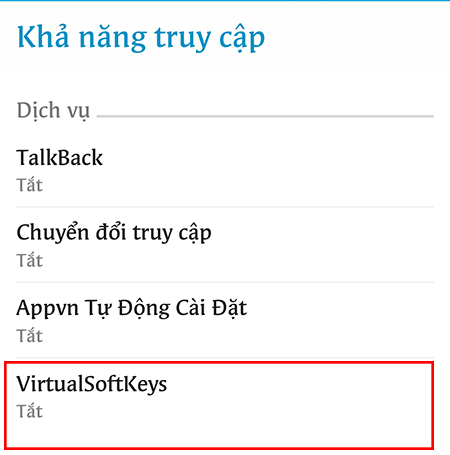 Khả năng truy cập
Dịch vụ
TalkBack
Tắt
Chuyển đổi truy cập
Tắt
Appvn Tự Động Cài Đặt
Tắt
VirtualSoftKeys
Tắt